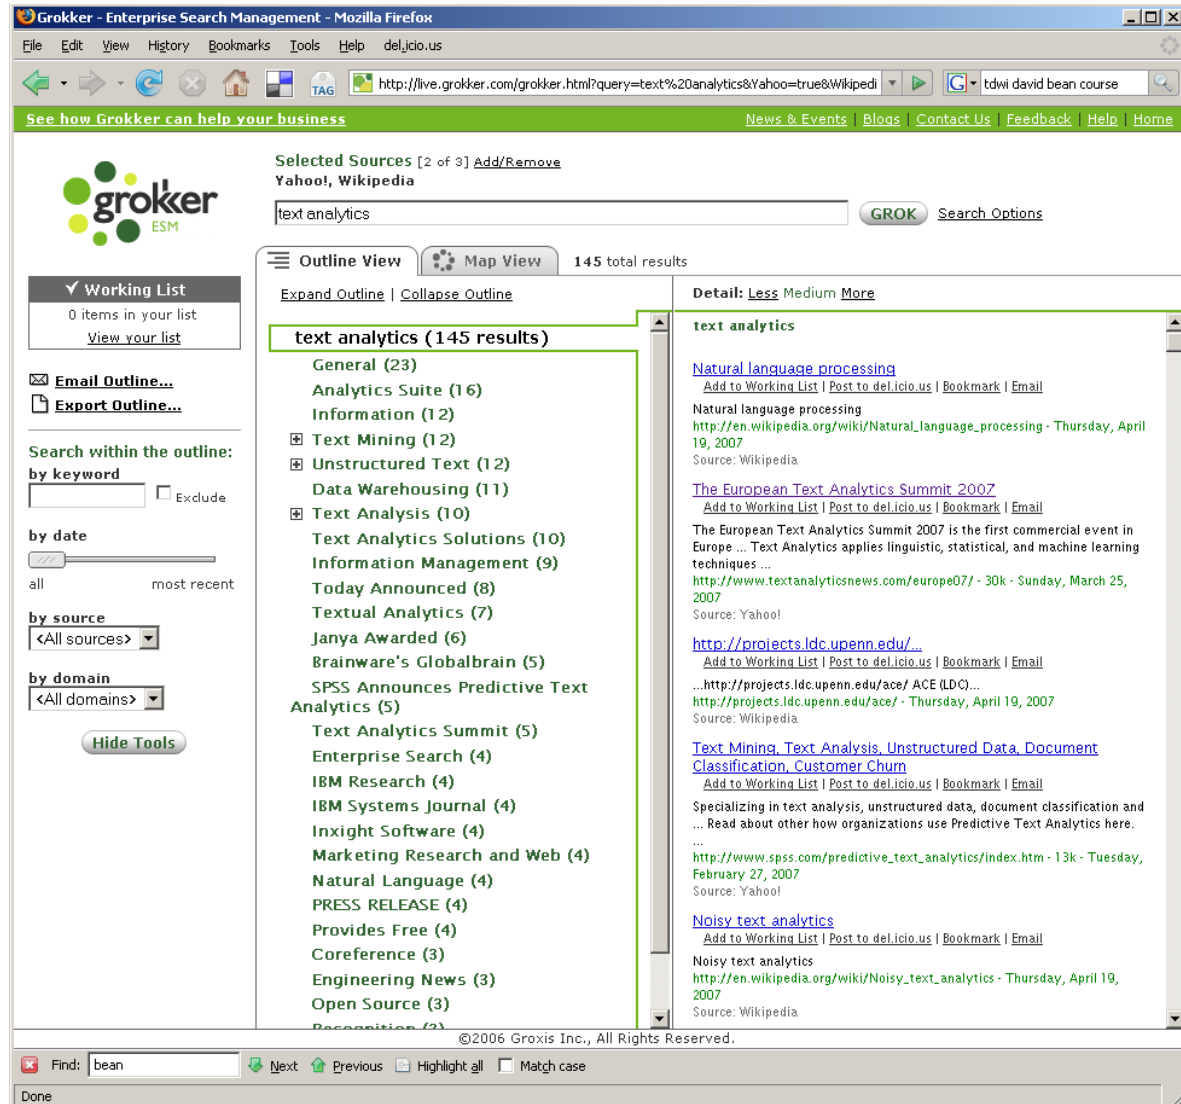 Grokker - Enterprise Search Management - Mozilla Firefox
File Edit View History Bookmarks Tools Help del.icio.us
TAG http://live.grokker.com/grokker.html?query=text%20analytics&Yahoo=true&Wikipedi G tdwi david bean course
See how Grokker can help your business News & Events | Blogs | Contact Us | Feedback | Help | Home
grokker
ESM
Selected Sources [2 of 3] Add/Remove
Yahoo!, Wikipedia
text analytics GROK Search Options
Outline View Map View 145 total results
Working List
0 items in your list
View your list
Email Outline...
Export Outline...
Search within the outline:
by keyword
Exclude
by date
all most recent
by source
<All sources>
by domain
<All domains>
Hide Tools
Expand Outline | Collapse Outline
text analytics (145 results)
General (23)
Analytics Suite (16)
Information (12)
Text Mining (12)
Unstructured Text (12)
Data Warehousing (11)
Text Analysis (10)
Text Analytics Solutions (10)
Information Management (9)
Today Announced (8)
Textual Analytics (7)
Janya Awarded (6)
Brainware's Globalbrain (5)
SPSS Announces Predictive Text
Analytics (5)
Text Analytics Summit (5)
Enterprise Search (4)
IBM Research (4)
IBM Systems Journal (4)
Inxight Software (4)
Marketing Research and Web (4)
Natural Language (4)
PRESS RELEASE (4)
Provides Free (4)
Coreference (3)
Engineering News (3)
Open Source (3)
Recognition (3)
Detail: Less Medium More
text analytics
Natural language processing
Add to Working List | Post to del.icio.us | Bookmark | Email
Natural language processing
http://en.wikipedia.org/wiki/Natural_language_processing - Thursday, April
19, 2007
Source: Wikipedia
The European Text Analytics Summit 2007
Add to Working List | Post to del.icio.us | Bookmark | Email
The European Text Analytics Summit 2007 is the first commercial event in
Europe ... Text Analytics applies linguistic, statistical, and machine learning
techniques ...
http://www.textanalyticsnews.com/europe07/ - 30k - Sunday, March 25,
2007
Source: Yahoo!
http://projects.ldc.upenn.edu/...
Add to Working List | Post to del.icio.us | Bookmark | Email
...http://projects.ldc.upenn.edu/ace/ ACE (LDC)...
http://projects.ldc.upenn.edu/ace/ - Thursday, April 19, 2007
Source: Wikipedia
Text Mining, Text Analysis, Unstructured Data, Document
Classification, Customer Churn
Add to Working List | Post to del.icio.us | Bookmark | Email
Specializing in text analysis, unstructured data, document classification and
... Read about other how organizations use Predictive Text Analytics here.
...
http://www.spss.com/predictive_text_analytics/index.htm - 13k - Tuesday,
February 27, 2007
Source: Yahoo!
Noisy text analytics
Add to Working List | Post to del.icio.us | Bookmark | Email
Noisy text analytics
http://en.wikipedia.org/wiki/Noisy_text_analytics - Thursday, April 19,
2007
Source: Wikipedia
©2006 Groxis Inc., All Rights Reserved.
Find: bean Next Previous Highlight all Match case
Done